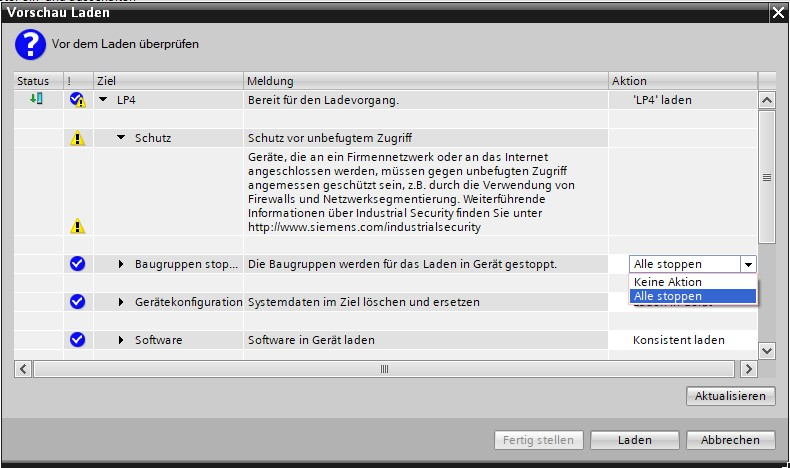 Vorschau Laden
Vor dem Laden überprüfen
Status ! Ziel Meldung Aktion
LP4 Bereit für den Ladevorgang. 'LP4' laden
Schutz Schutz vor unbefugtem Zugriff
Geräte, die an ein Firmennetzwerk oder an das Internet
angeschlossen werden, müssen gegen unbefugten Zugriff
angemessen geschützt sein, z.B. durch die Verwendung von
Firewalls und Netzwerksegmentierung. Weiterführende
Informationen über Industrial Security finden Sie unter
http://www.siemens.com/industrialsecurity
Baugruppen stop... Die Baugruppen werden für das Laden in Gerät gestoppt. Alle stoppen
Keine Aktion
Alle stoppen
Gerätekonfiguration Systemdaten im Ziel löschen und ersetzen
Software Software in Gerät laden Konsistent laden
Aktualisieren
Fertig stellen Laden Abbrechen